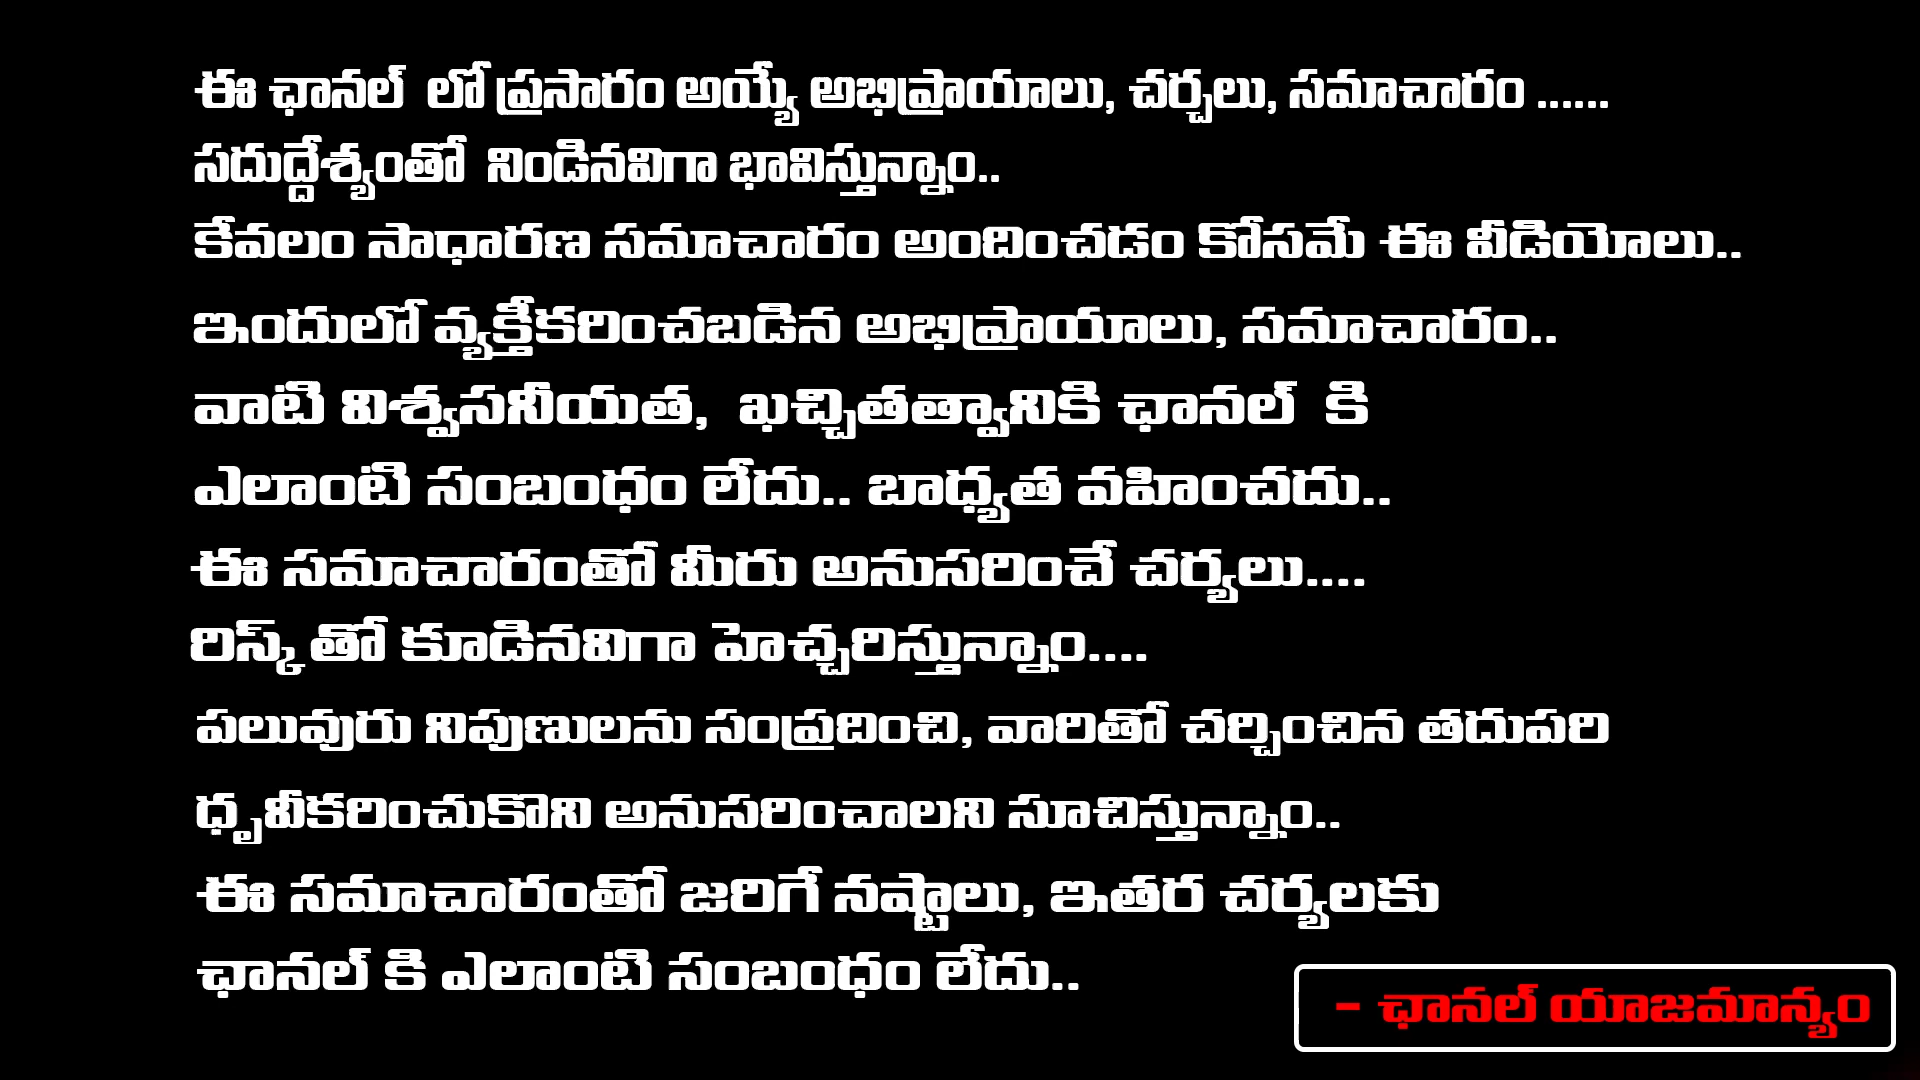 ఈ ఛానల్ లో ప్రసారం అయ్యే అభిప్రాయాలు, చర్చలు, సమాచారం ......
సదుద్దేశ్యంతో నిండినవిగా భావిస్తున్నాం..
కేవలం సాధారణ సమాచారం అందించడం కోసమే ఈ వీడియోలు..
ఇందులో వ్యక్తీకరించబడిన అభిప్రాయాలు, సమాచారం..
వాటి విశ్వసనీయత, ఖచ్చితత్వానికి ఛానల్ కి
ఎలాంటి సంబంధం లేదు.. బాధ్యత వహించదు..
ఈ సమాచారంతో మీరు అనుసరించే చర్యలు....
రిస్క్ తో కూడినవిగా హెచ్చరిస్తున్నాం....
పలువురు నిపుణులను సంప్రదించి, వారితో చర్చించిన తదుపరి
ధృవీకరించుకొని అనుసరించాలని సూచిస్తున్నాం..
ఈ సమాచారంతో జరిగే నష్టాలు, ఇతర చర్యలకు
ఛానల్ కి ఎలాంటి సంబంధం లేదు..
- ఛానల్ యాజమాన్యం